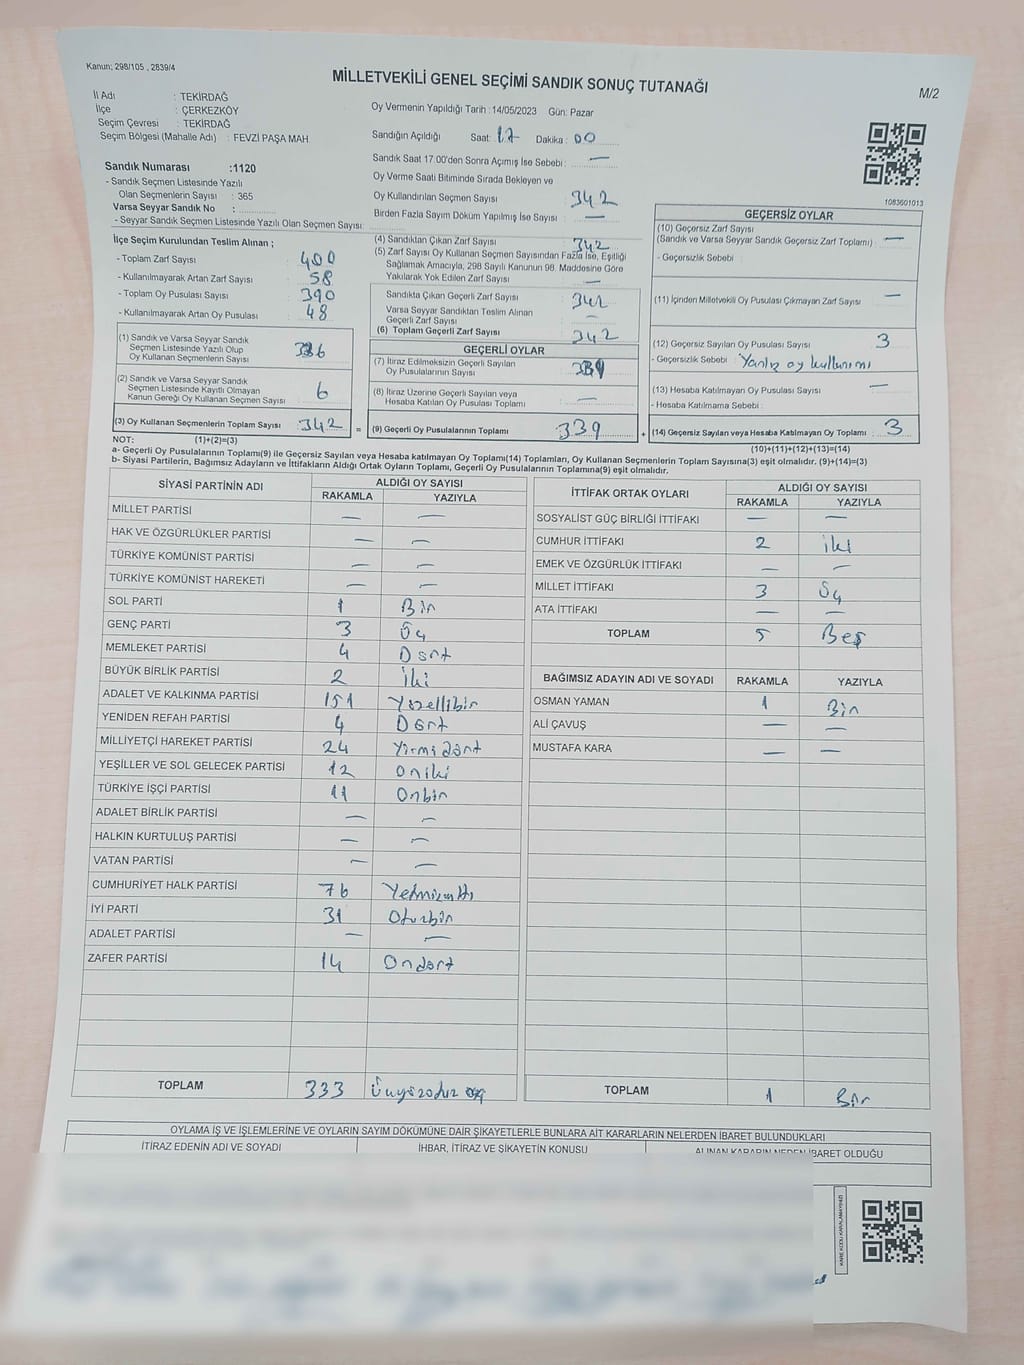 Kanun; 298/105 , 2839/4
MİLLETVEKİLİ GENEL SEÇİMİ SANDIK SONUÇ TUTANAĞI
M/2
İl Adı : TEKİRDAĞ
İlçe : ÇERKEZKÖY
Seçim Çevresi : TEKİRDAĞ
Seçim Bölgesi (Mahalle Adı) : FEVZİ PAŞA MAH.
Oy Vermenin Yapıldığı Tarih : 14/05/2023 Gün: Pazar
Sandığın Açıldığı Saat: 17 Dakika : 00
Sandık Saat 17:00'den Sonra Açımış İse Sebebi : —
Oy Verme Saati Bitiminde Sırada Bekleyen ve
Oy Kullandırılan Seçmen Sayısı 342
Birden Fazla Sayım Döküm Yapılmış İse Sayısı : —
Sandık Numarası :1120
- Sandık Seçmen Listesinde Yazılı
Olan Seçmenlerin Sayısı : 365
Varsa Seyyar Sandık No :
- Seyyar Sandık Seçmen Listesinde Yazılı Olan Seçmen Sayısı:
1083601013
İlçe Seçim Kurulundan Teslim Alınan ;
- Toplam Zarf Sayısı : 400
- Kullanılmayarak Artan Zarf Sayısı : 58
- Toplam Oy Pusulası Sayısı : 390
- Kullanılmayarak Artan Oy Pusulası : 48
(4) Sandıktan Çıkan Zarf Sayısı 342
(5) Zarf Sayısı Oy Kullanan Seçmen Sayısından Fazla İse, Eşitliği
Sağlamak Amacıyla, 298 Sayılı Kanunun 98. Maddesine Göre
Yakılarak Yok Edilen Zarf Sayısı —
Sandıkta Çıkan Geçerli Zarf Sayısı 342
Varsa Seyyar Sandıktan Teslim Alınan
Geçerli Zarf Sayısı —
(6) Toplam Geçerli Zarf Sayısı 342
(1) Sandık ve Varsa Seyyar Sandık
Seçmen Listesinde Yazılı Olup
Oy Kullanan Seçmenlerin Sayısı 336
(2) Sandık ve Varsa Seyyar Sandık
Seçmen Listesinde Kayıtlı Olmayan
Kanun Gereği Oy Kullanan Seçmen Sayısı 6
(3) Oy Kullanan Seçmenlerin Toplam Sayısı : 342 =
GEÇERLİ OYLAR
(7) İtiraz Edilmeksizin Geçerli Sayılan
Oy Pusulalarının Sayısı : 339
(8) İtiraz Üzerine Geçerli Sayılan veya
Hesaba Katılan Oy Pusulası Toplamı —
(9) Geçerli Oy Pusulalarının Toplamı 339 +
GEÇERSİZ OYLAR
(10) Geçersiz Zarf Sayısı
(Sandık ve Varsa Seyyar Sandık Geçersiz Zarf Toplamı) : —
- Geçersizlik Sebebi :
(11) İçinden Milletvekili Oy Pusulası Çıkmayan Zarf Sayısı —
(12) Geçersiz Sayılan Oy Pusulası Sayısı 3
- Geçersizlik Sebebi : Yanlış oy kullanımı
(13) Hesaba Katılmayan Oy Pusulası Sayısı —
- Hesaba Katılmama Sebebi :
(14) Geçersiz Sayılan veya Hesaba Katılmayan Oy Toplamı : 3
NOT: (1)+(2)=(3)
(10)+(11)+(12)+(13)=(14)
a- Geçerli Oy Pusulalarının Toplamı(9) ile Geçersiz Sayılan veya Hesaba katılmayan Oy Toplamı(14) Toplamları, Oy Kullanan Seçmenlerin Toplam Sayısına(3) eşit olmalıdır. (9)+(14)=(3)
b- Siyasi Partilerin, Bağımsız Adayların ve İttifakların Aldığı Ortak Oyların Toplamı, Geçerli Oy Pusulalarının Toplamına(9) eşit olmalıdır.
SİYASİ PARTİNİN ADI ALDIĞI OY SAYISI
RAKAMLA YAZIYLA
MİLLET PARTİSİ — —
HAK VE ÖZGÜRLÜKLER PARTİSİ — —
TÜRKİYE KOMÜNİST PARTİSİ — —
TÜRKİYE KOMÜNİST HAREKETİ — —
SOL PARTİ 1 Bir
GENÇ PARTİ 3 Üç
MEMLEKET PARTİSİ 4 Dört
BÜYÜK BİRLİK PARTİSİ 2 İki
ADALET VE KALKINMA PARTİSİ 151 Yüzellibir
YENİDEN REFAH PARTİSİ 4 Dört
MİLLİYETÇİ HAREKET PARTİSİ 24 Yirmidört
YEŞİLLER VE SOL GELECEK PARTİSİ 12 Oniki
TÜRKİYE İŞÇİ PARTİSİ 11 Onbir
ADALET BİRLİK PARTİSİ — —
HALKIN KURTULUŞ PARTİSİ — —
VATAN PARTİSİ — —
CUMHURİYET HALK PARTİSİ 76 Yetmişaltı
İYİ PARTİ 31 Otuzbir
ADALET PARTİSİ — —
ZAFER PARTİSİ 14 Ondört
TOPLAM 333 Üçyüzotuz üç
İTTİFAK ORTAK OYLARI ALDIĞI OY SAYISI
RAKAMLA YAZIYLA
SOSYALİST GÜÇ BİRLİĞİ İTTİFAKI — —
CUMHUR İTTİFAKI 2 İki
EMEK VE ÖZGÜRLÜK İTTİFAKI — —
MİLLET İTTİFAKI 3 Üç
ATA İTTİFAKI — —
TOPLAM 5 Beş
BAĞIMSIZ ADAYIN ADI VE SOYADI RAKAMLA YAZIYLA
OSMAN YAMAN 1 Bir
ALİ ÇAVUŞ — —
MUSTAFA KARA — —
TOPLAM 1 Bir
OYLAMA İŞ VE İŞLEMLERİNE VE OYLARIN SAYIM DÖKÜMÜNE DAİR ŞİKAYETLERLE BUNLARA AİT KARARLARIN NELERDEN İBARET BULUNDUKLARI
İTİRAZ EDENİN ADI VE SOYADI İHBAR, İTİRAZ VE ŞİKAYETİN KONUSU ALINAN KARARIN NEDEN İBARET OLDUĞU
KARE KODU KARALAMAYINIZ!